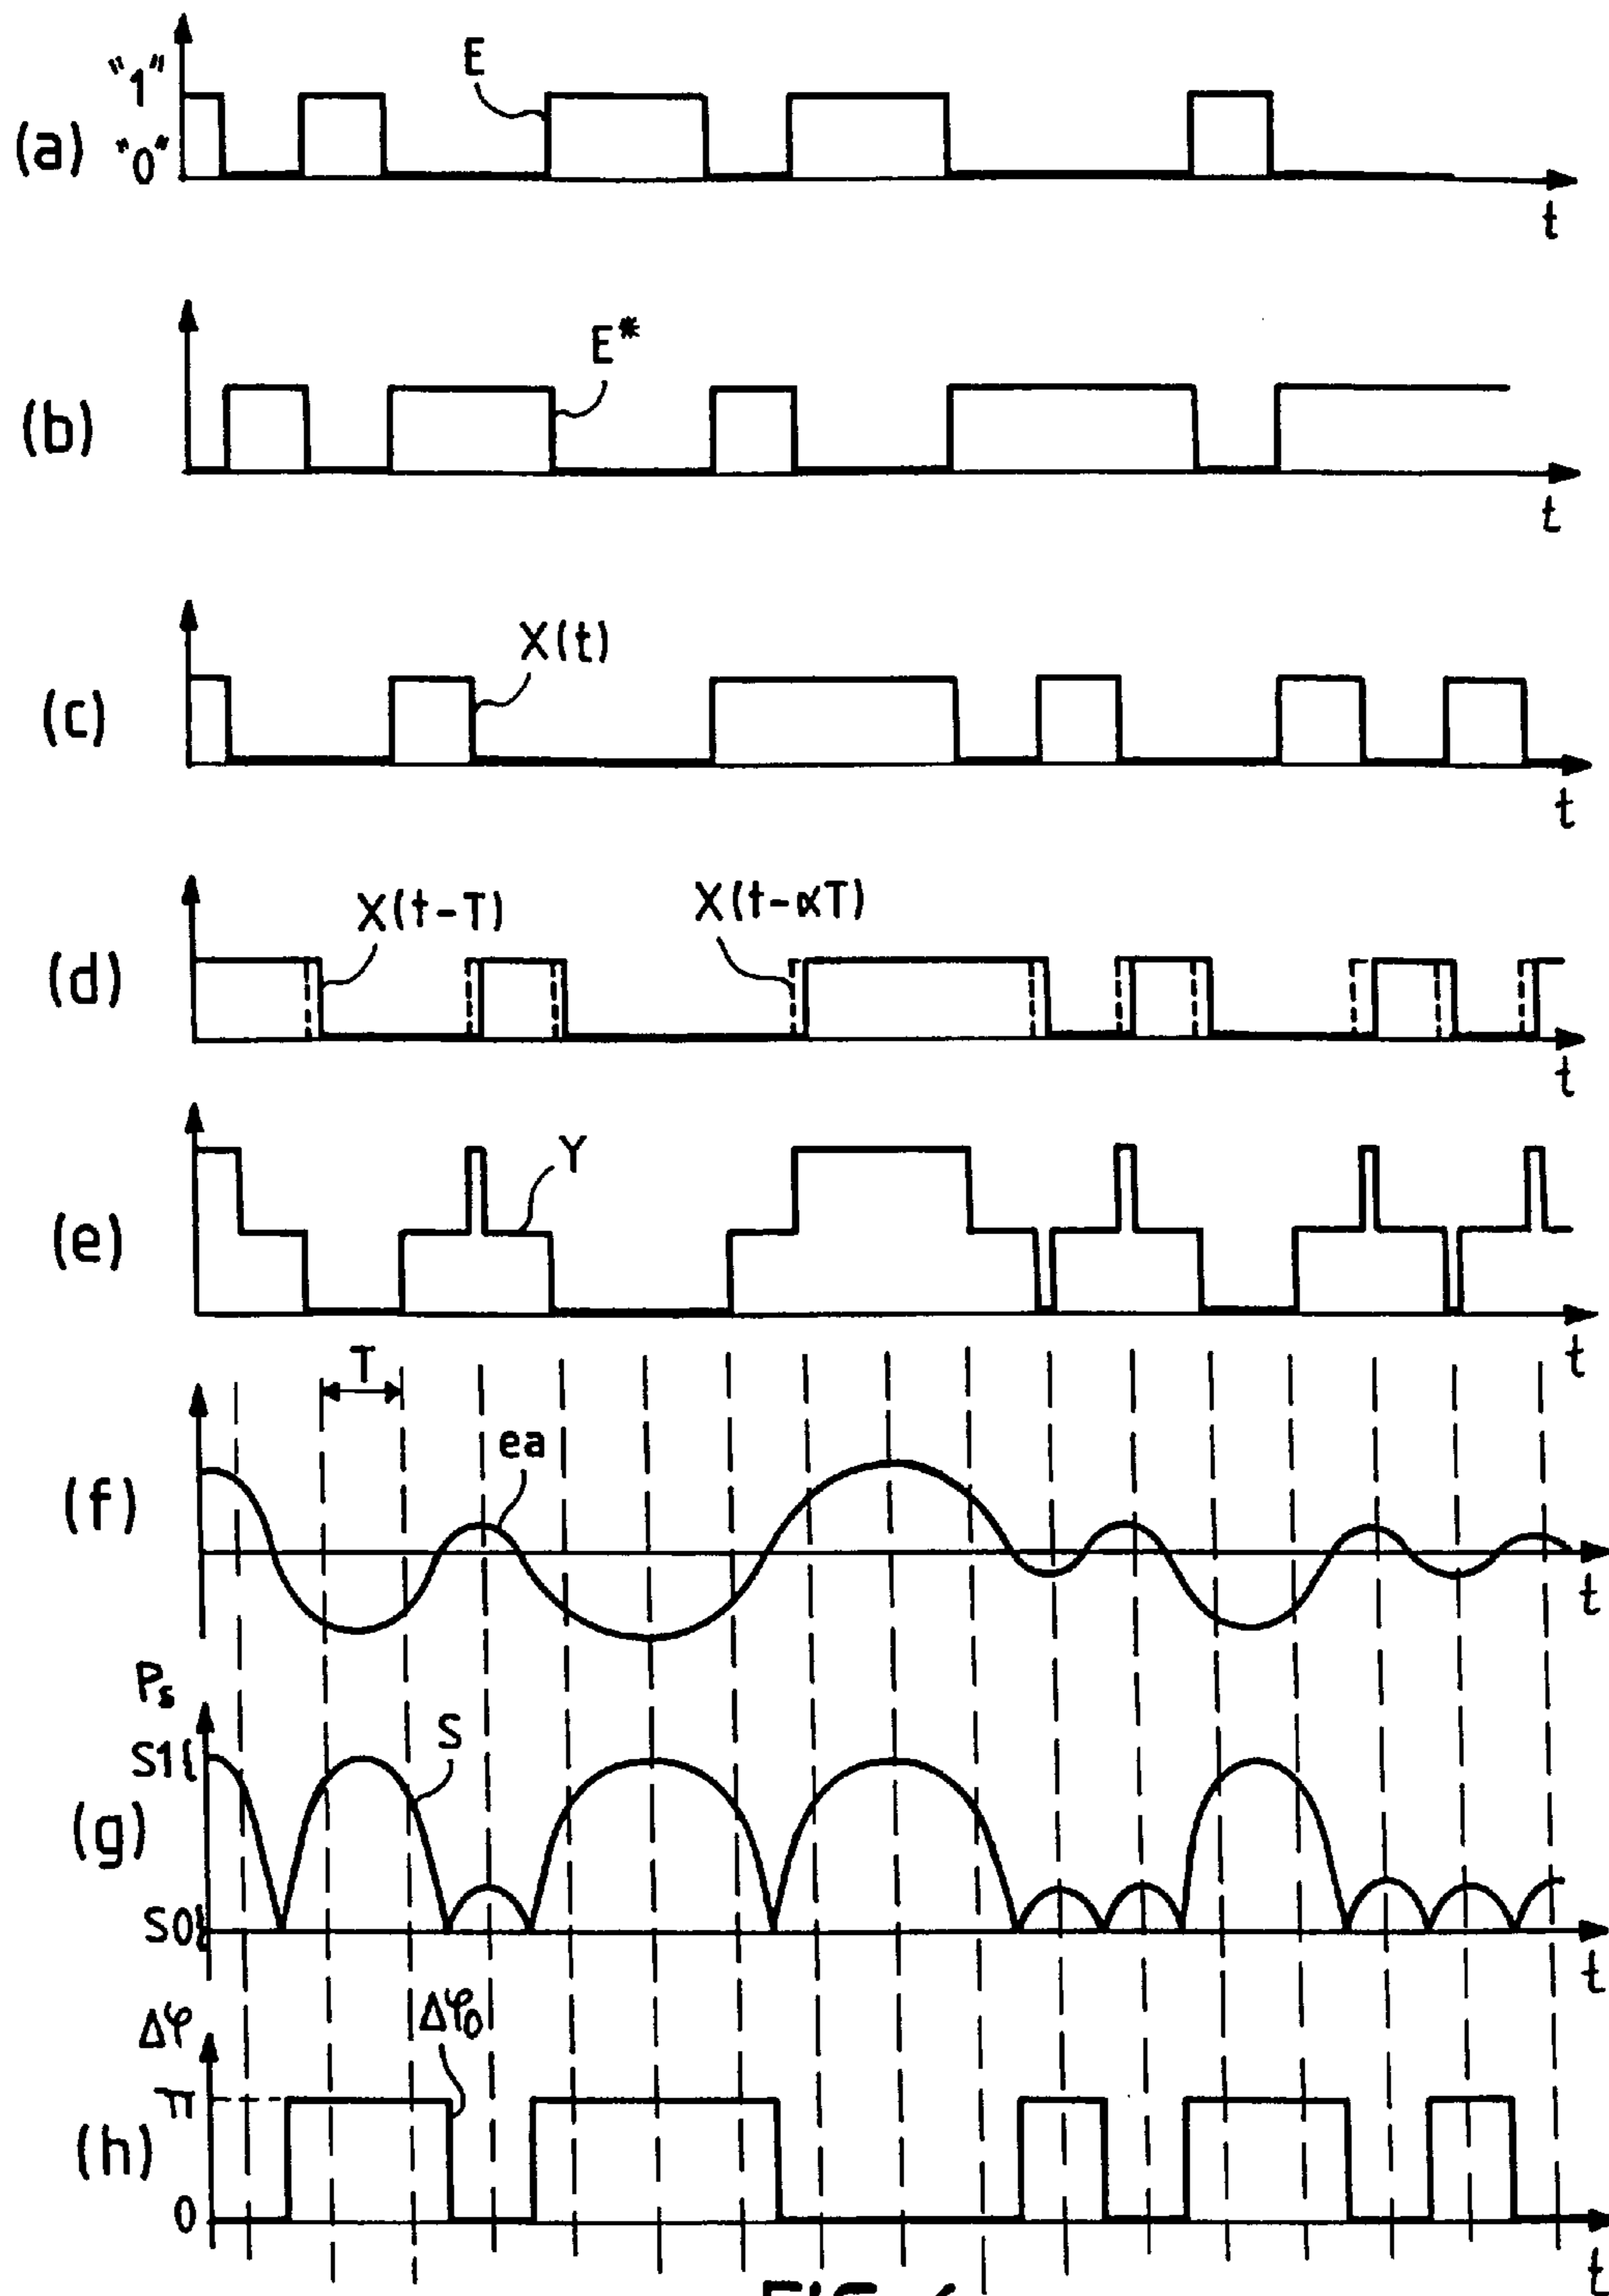 (a)
"1"
"0"
E
t
(b)
E*
t
(c)
X(t)
t
(d)
X(t-T)
X(t-αT)
t
(e)
Y
t
(f)
T
ea
t
(g)
Ps
S1
S
S0
t
(h)
Δφ
Δφ0
π
0
t